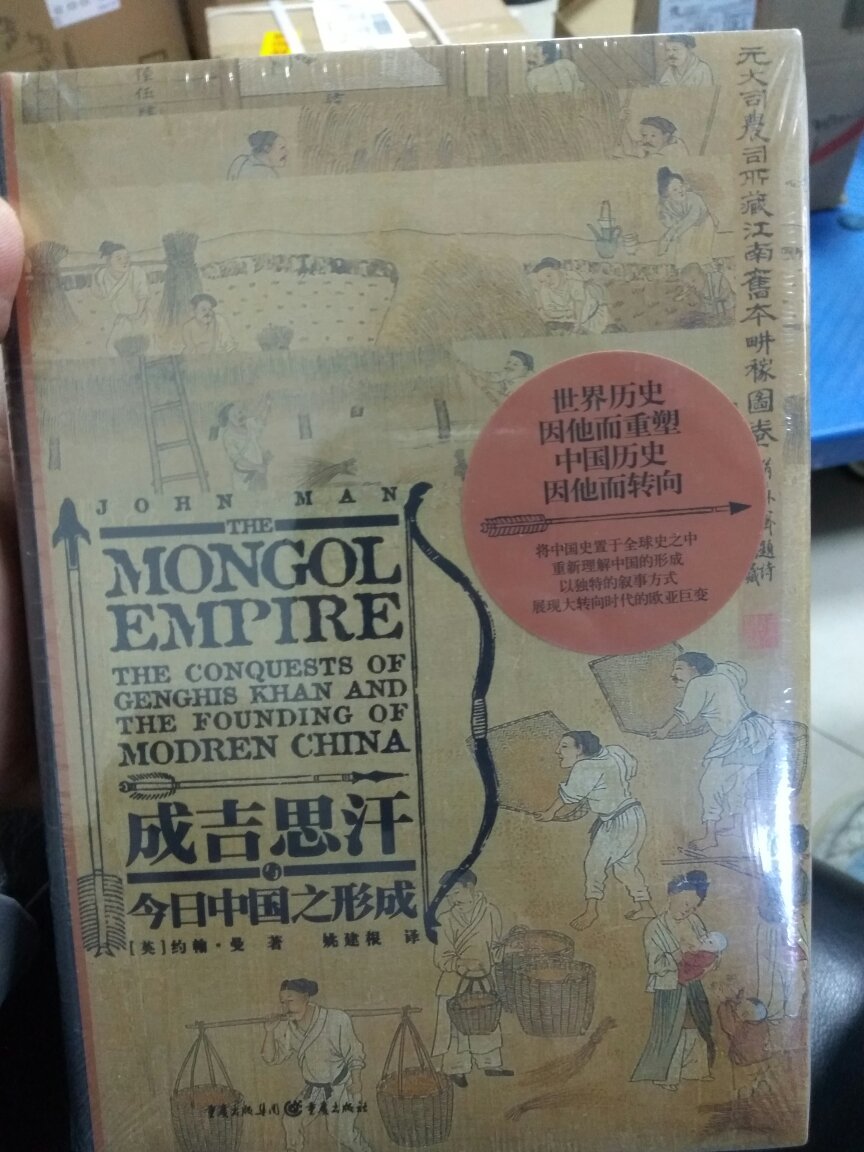 元大司農司所藏江南舊本畊稼圖卷
世界历史
因他而重塑
中国历史
因他而转向
将中国史置于全球史之中
重新理解中国的形成
以独特的叙事方式
展现大转向时代的欧亚巨变
JOHN MAN
THE
MONGOL
EMPIRE
THE CONQUESTS OF
GENGHIS KHAN AND
THE FOUNDING OF
MODREN CHINA
成吉思汗
与
今日中国之形成
[英]约翰·曼 著 姚建根 译
重庆出版集团 重庆出版社